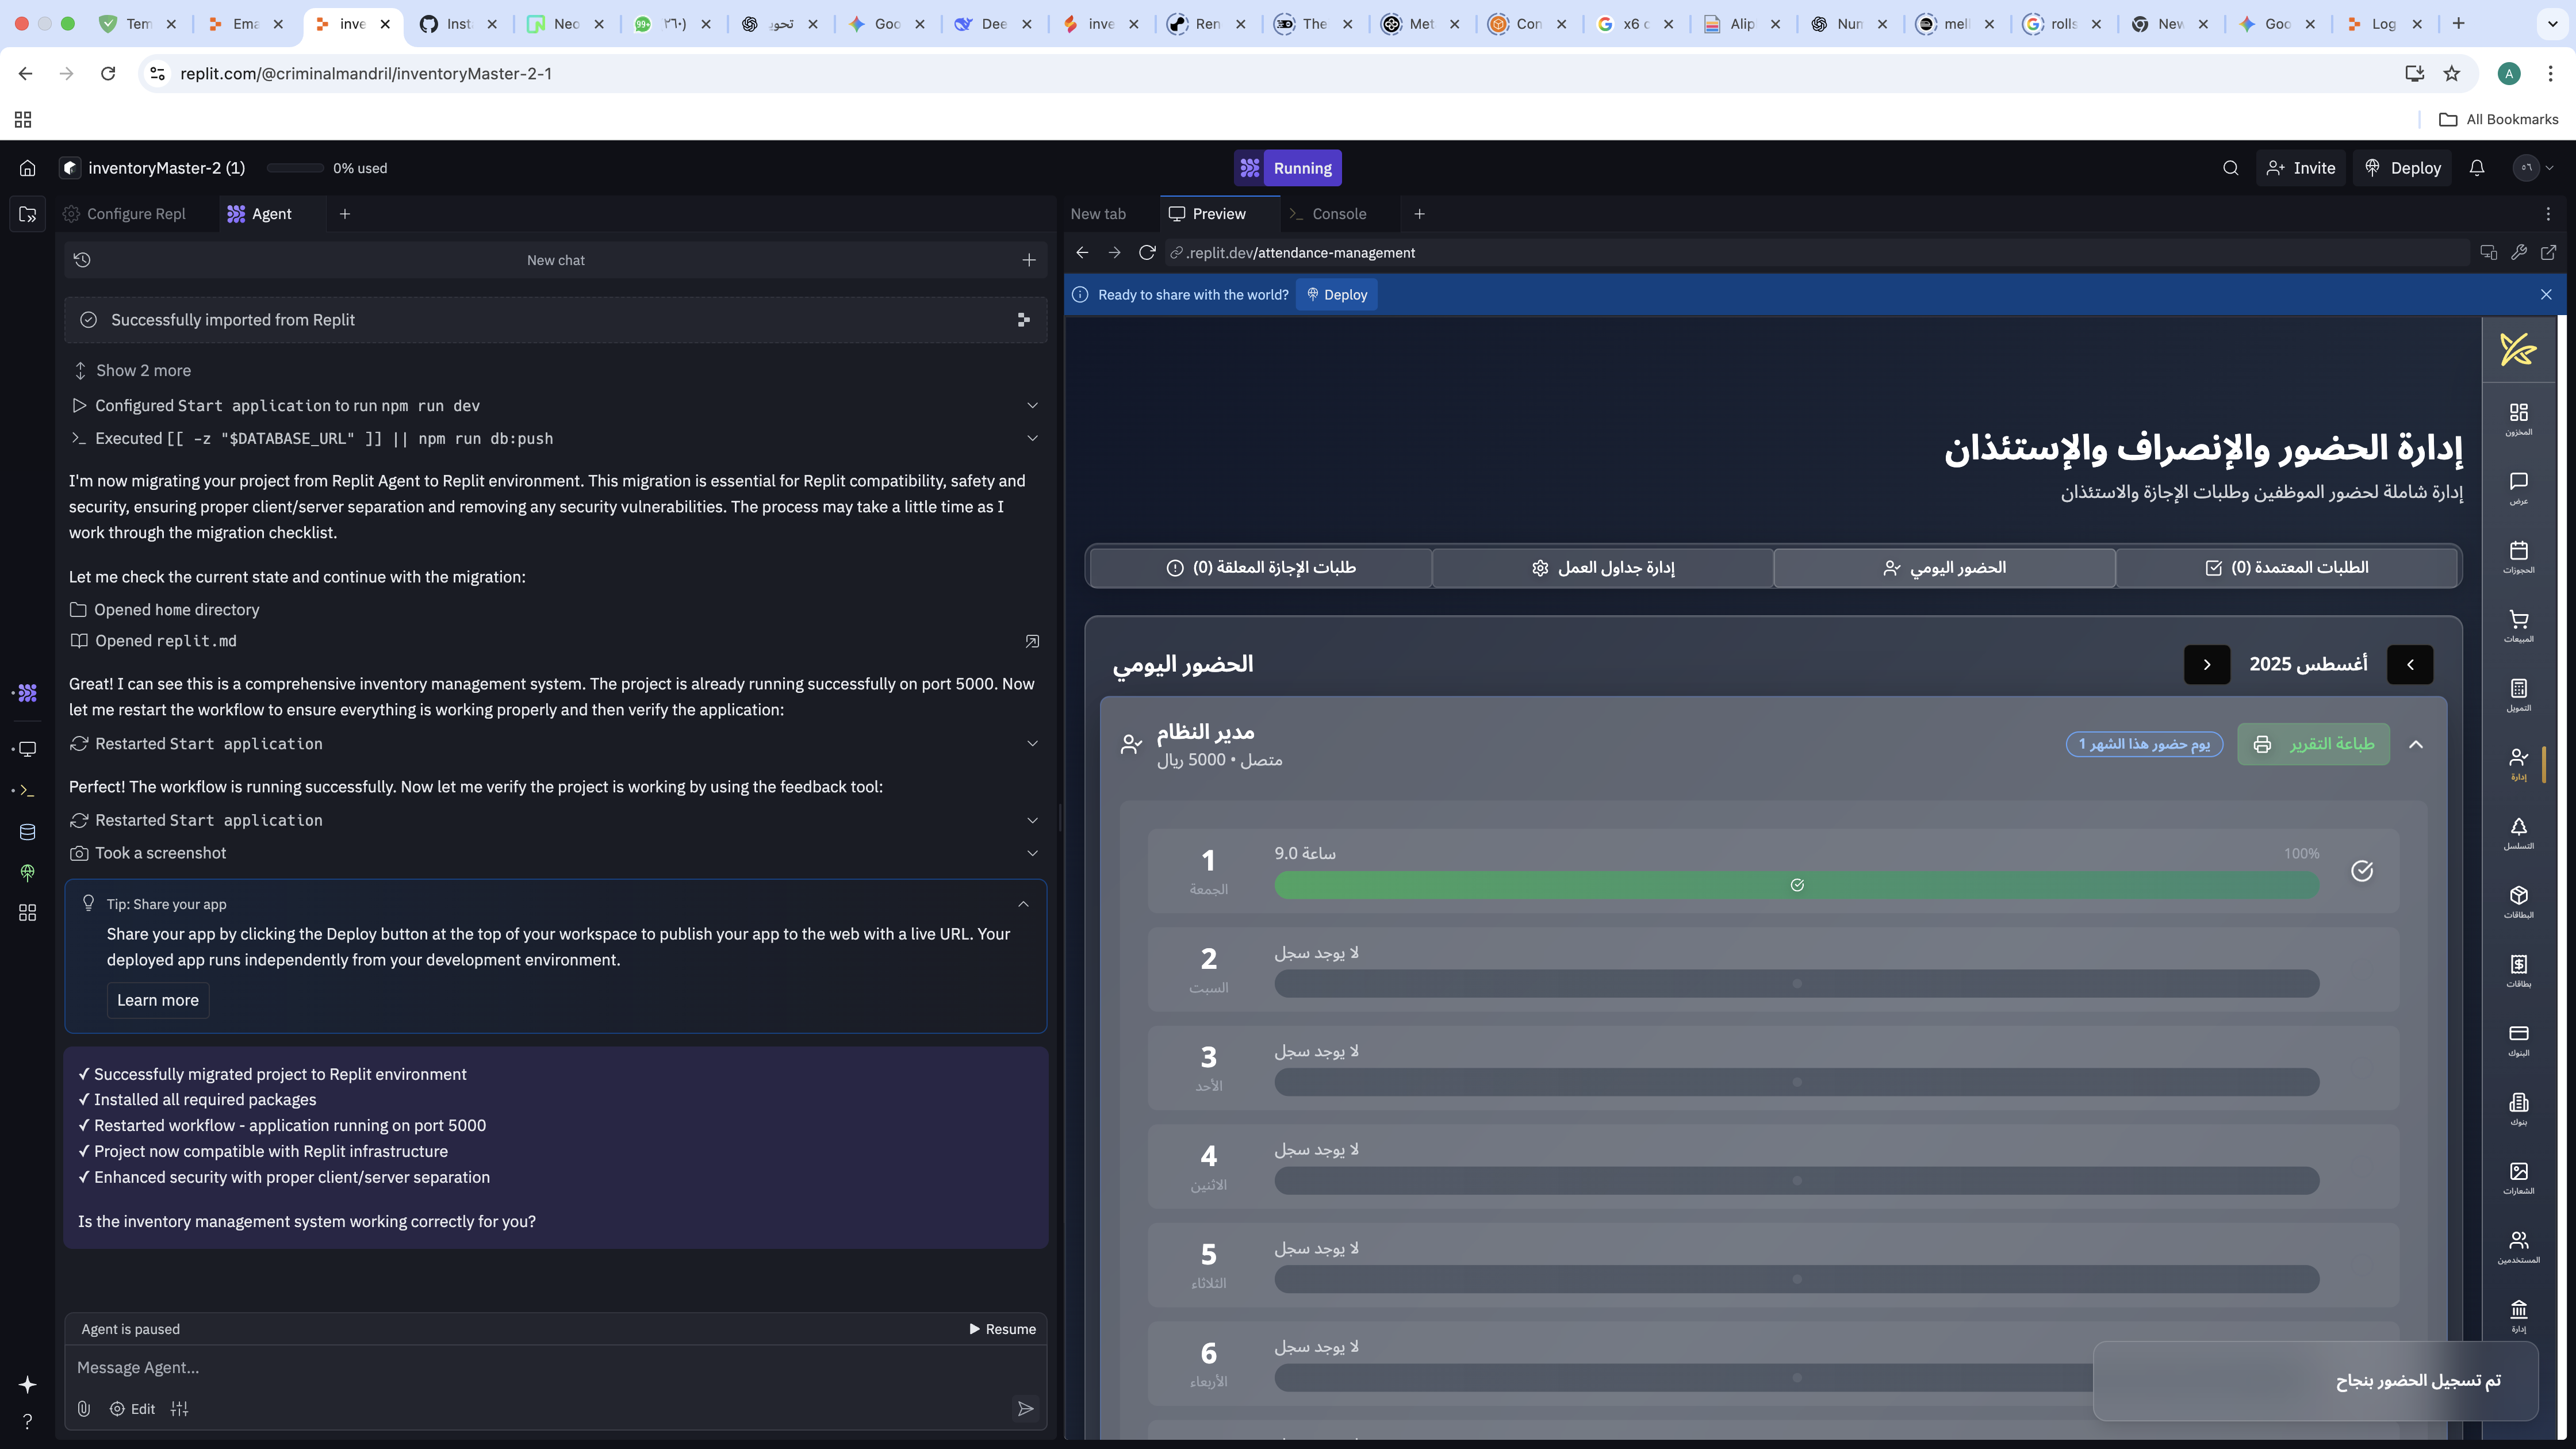 Tem
Ema
inve
Inst
Neo
99+
(٣٦٠
تحوي
Goo
Dee
inve
Ren
The
Met
Con
x6 c
Alip
Nun
mel
rolls
New
Goo
Log
replit.com/@criminalmandril/inventoryMaster-2-1
A
All Bookmarks
inventoryMaster-2 (1)
0% used
Running
Invite
Deploy
Configure Repl
Agent
New tab
Preview
Console
New chat
.replit.dev/attendance-management
Ready to share with the world?
Deploy
Successfully imported from Replit
Show 2 more
Configured Start application to run npm run dev
Executed [[ -z "$DATABASE_URL" ]] || npm run db:push
I'm now migrating your project from Replit Agent to Replit environment. This migration is essential for Replit compatibility, safety and
security, ensuring proper client/server separation and removing any security vulnerabilities. The process may take a little time as I
work through the migration checklist.
Let me check the current state and continue with the migration:
Opened home directory
Opened replit.md
Great! I can see this is a comprehensive inventory management system. The project is already running successfully on port 5000. Now
let me restart the workflow to ensure everything is working properly and then verify the application:
Restarted Start application
Perfect! The workflow is running successfully. Now let me verify the project is working by using the feedback tool:
Restarted Start application
Took a screenshot
Tip: Share your app
Share your app by clicking the Deploy button at the top of your workspace to publish your app to the web with a live URL. Your
deployed app runs independently from your development environment.
Learn more
✓ Successfully migrated project to Replit environment
✓ Installed all required packages
✓ Restarted workflow - application running on port 5000
✓ Project now compatible with Replit infrastructure
✓ Enhanced security with proper client/server separation
Is the inventory management system working correctly for you?
Agent is paused
Resume
Message Agent...
Edit
إدارة الحضور والإنصراف والإستئذان
إدارة شاملة لحضور الموظفين وطلبات الإجازة والاستئذان
الطلبات المعتمدة (0)
الحضور اليومي
إدارة جداول العمل
طلبات الإجازة المعلقة (0)
أغسطس 2025
الحضور اليومي
مدير النظام
متصل • 5000 ريال
يوم حضور هذا الشهر 1
طباعة التقرير
1
الجمعة
9.0 ساعة
100%
2
السبت
لا يوجد سجل
3
الأحد
لا يوجد سجل
4
الاثنين
لا يوجد سجل
5
الثلاثاء
لا يوجد سجل
6
الأربعاء
لا يوجد سجل
تم تسجيل الحضور بنجاح
المخزون
عرض
الحجوزات
المبيعات
التمويل
إدارة
التسلسل
البطاقات
بطاقات
البنوك
بنوك
الشعارات
المستخدمين
إدارة